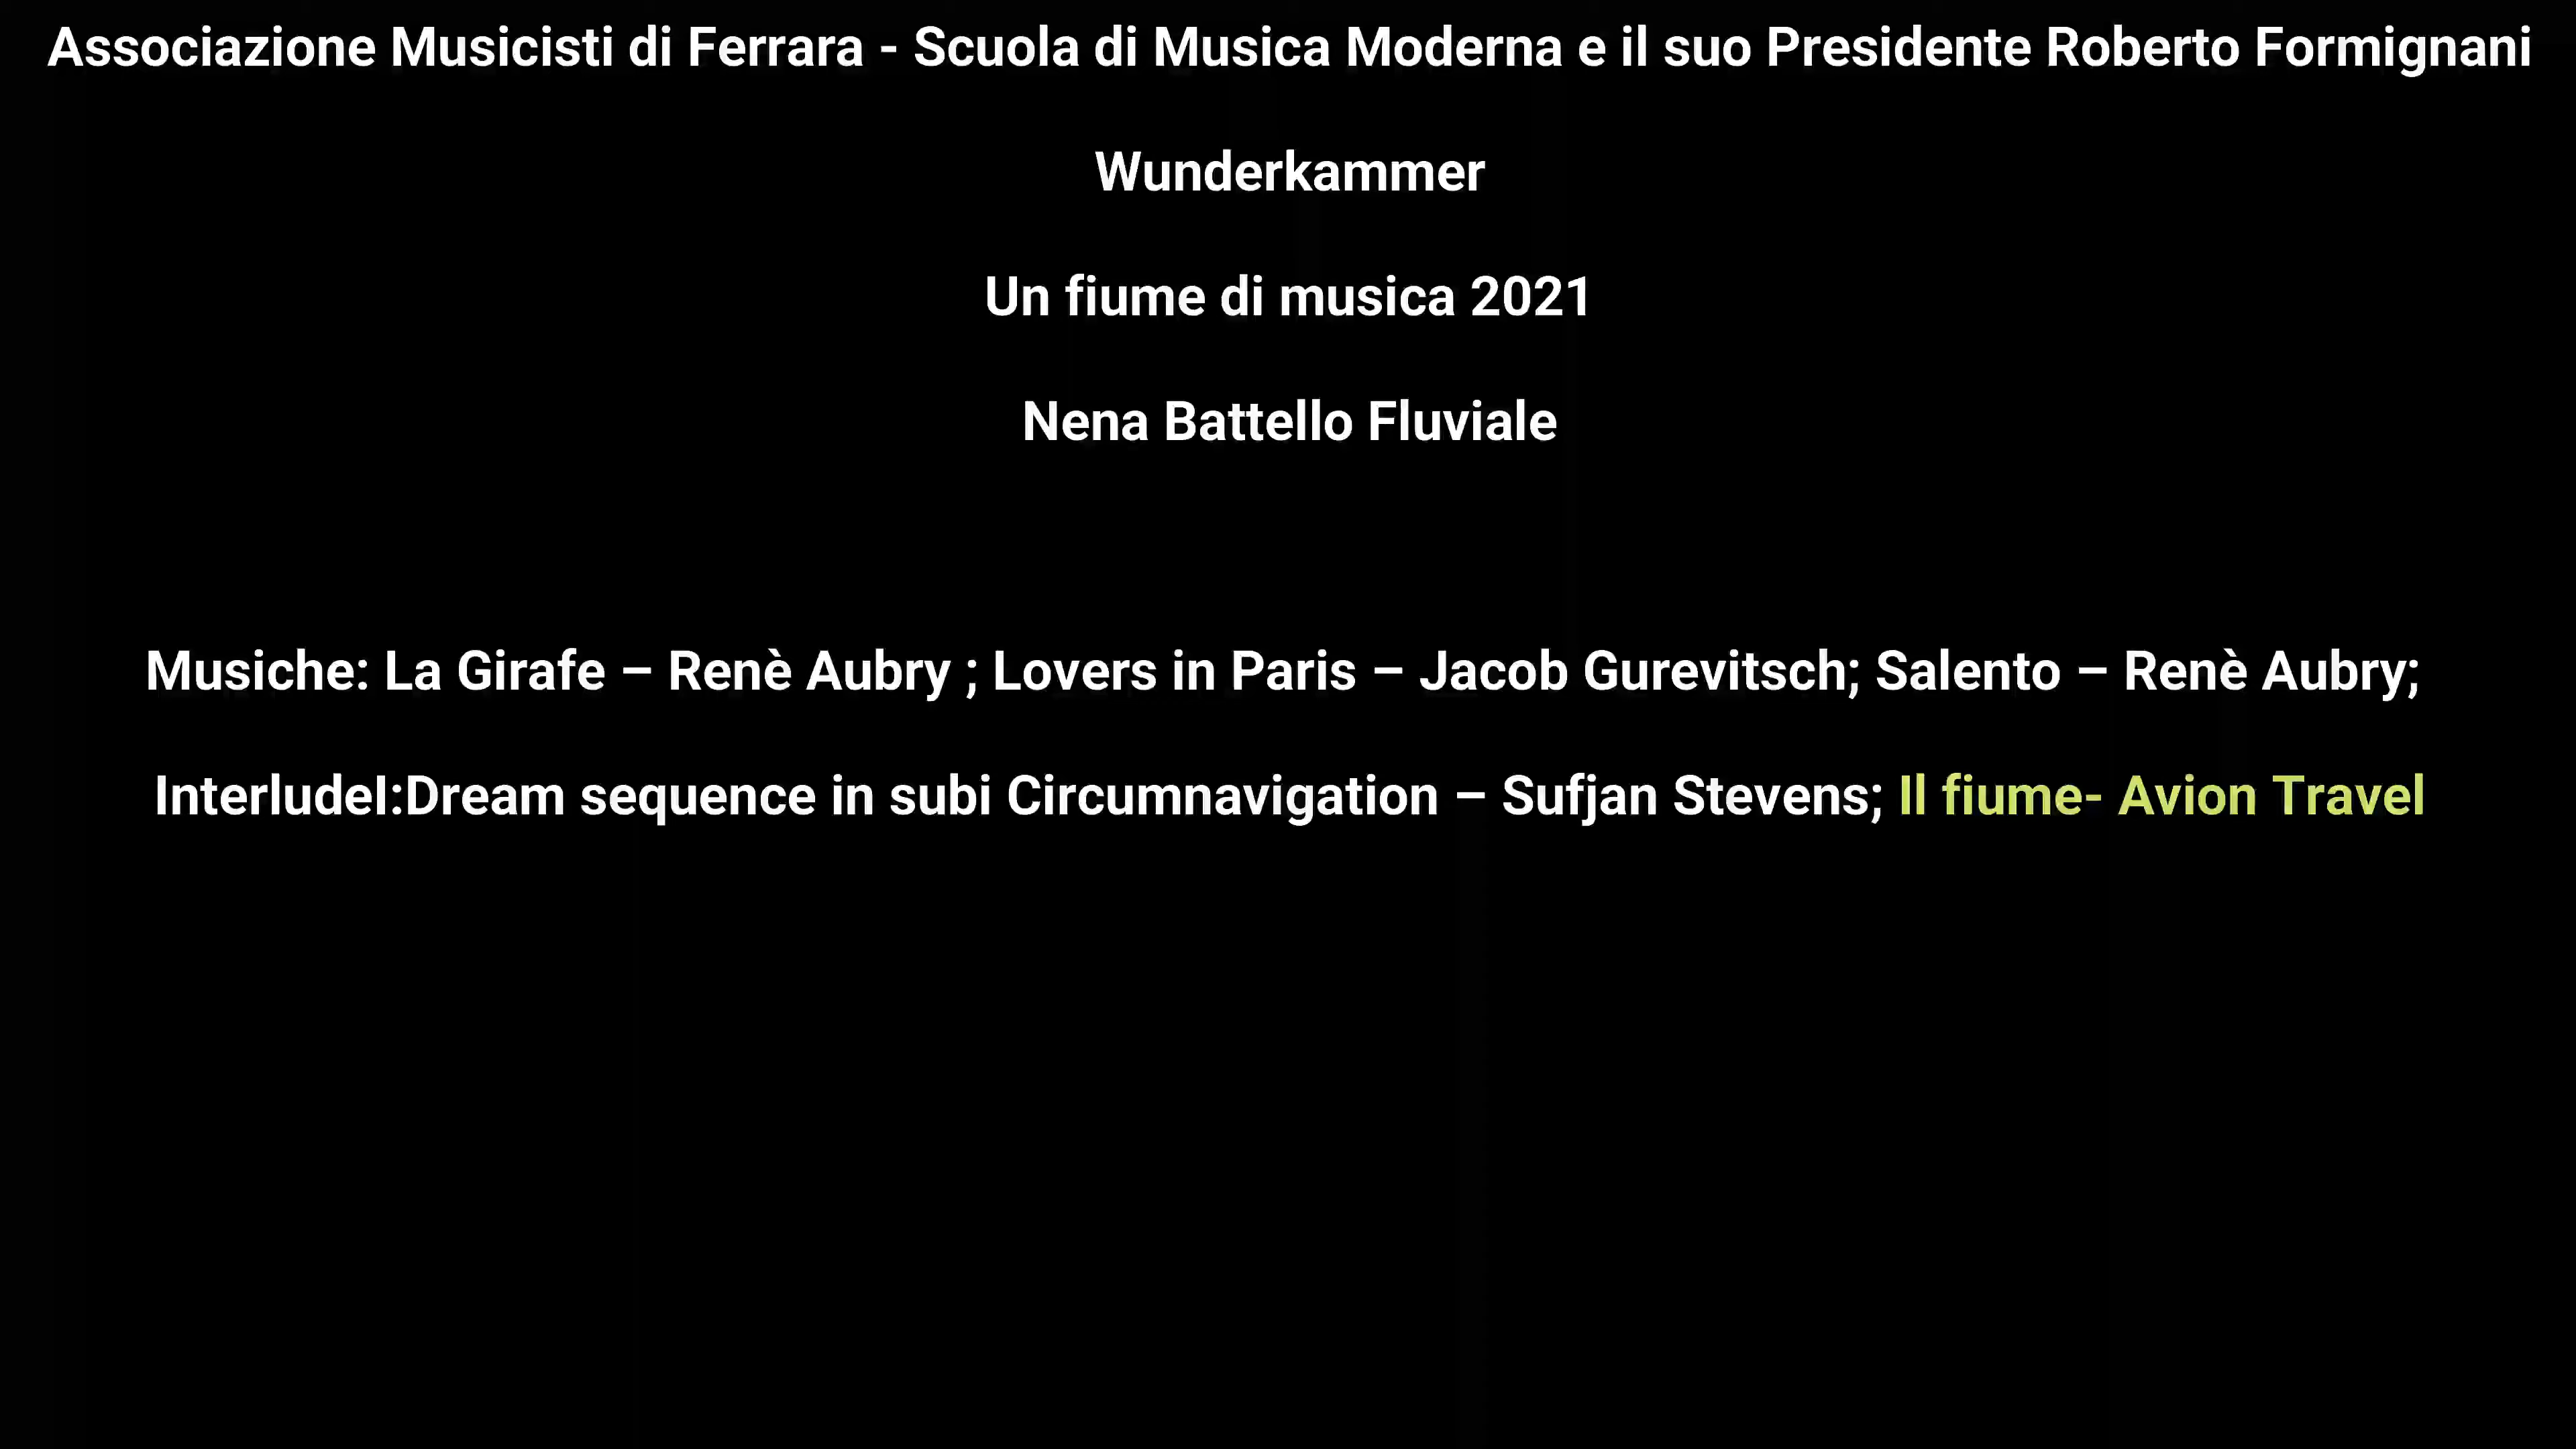 Associazione Musicisti di Ferrara - Scuola di Musica Moderna e il suo Presidente Roberto Formignani
Wunderkammer
Un fiume di musica 2021
Nena Battello Fluviale
Musiche: La Girafe – Renè Aubry ; Lovers in Paris – Jacob Gurevitsch; Salento – Renè Aubry;
InterludeI:Dream sequence in subi Circumnavigation – Sufjan Stevens; Il fiume- Avion Travel